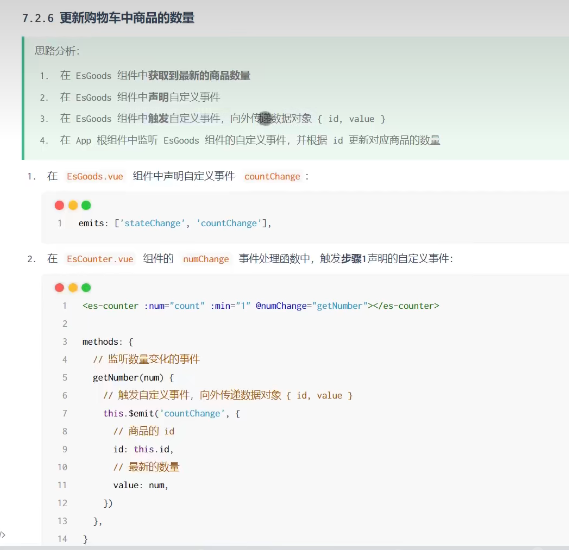 7.2.6 更新购物车中商品的数量
思路分析：
1. 在 EsGoods 组件中获取到最新的商品数量
2. 在 EsGoods 组件中声明自定义事件
3. 在 EsGoods 组件中触发自定义事件，向外传递数据对象 { id, value }
4. 在 App 根组件中监听 EsGoods 组件的自定义事件，并根据 id 更新对应商品的数量
1. 在 EsGoods.vue 组件中声明自定义事件 countChange ：
1 emits: ['stateChange', 'countChange'],
2. 在 EsCounter.vue 组件的 numChange 事件处理函数中，触发步骤1声明的自定义事件：
1 <es-counter :num="count" :min="1" @numChange="getNumber"></es-counter>
2
3 methods: {
4 // 监听数量变化的事件
5 getNumber(num) {
6 // 触发自定义事件，向外传递数据对象 { id, value }
7 this.$emit('countChange', {
8 // 商品的 id
9 id: this.id,
10 // 最新的数量
11 value: num,
12 })
13 },
14 }